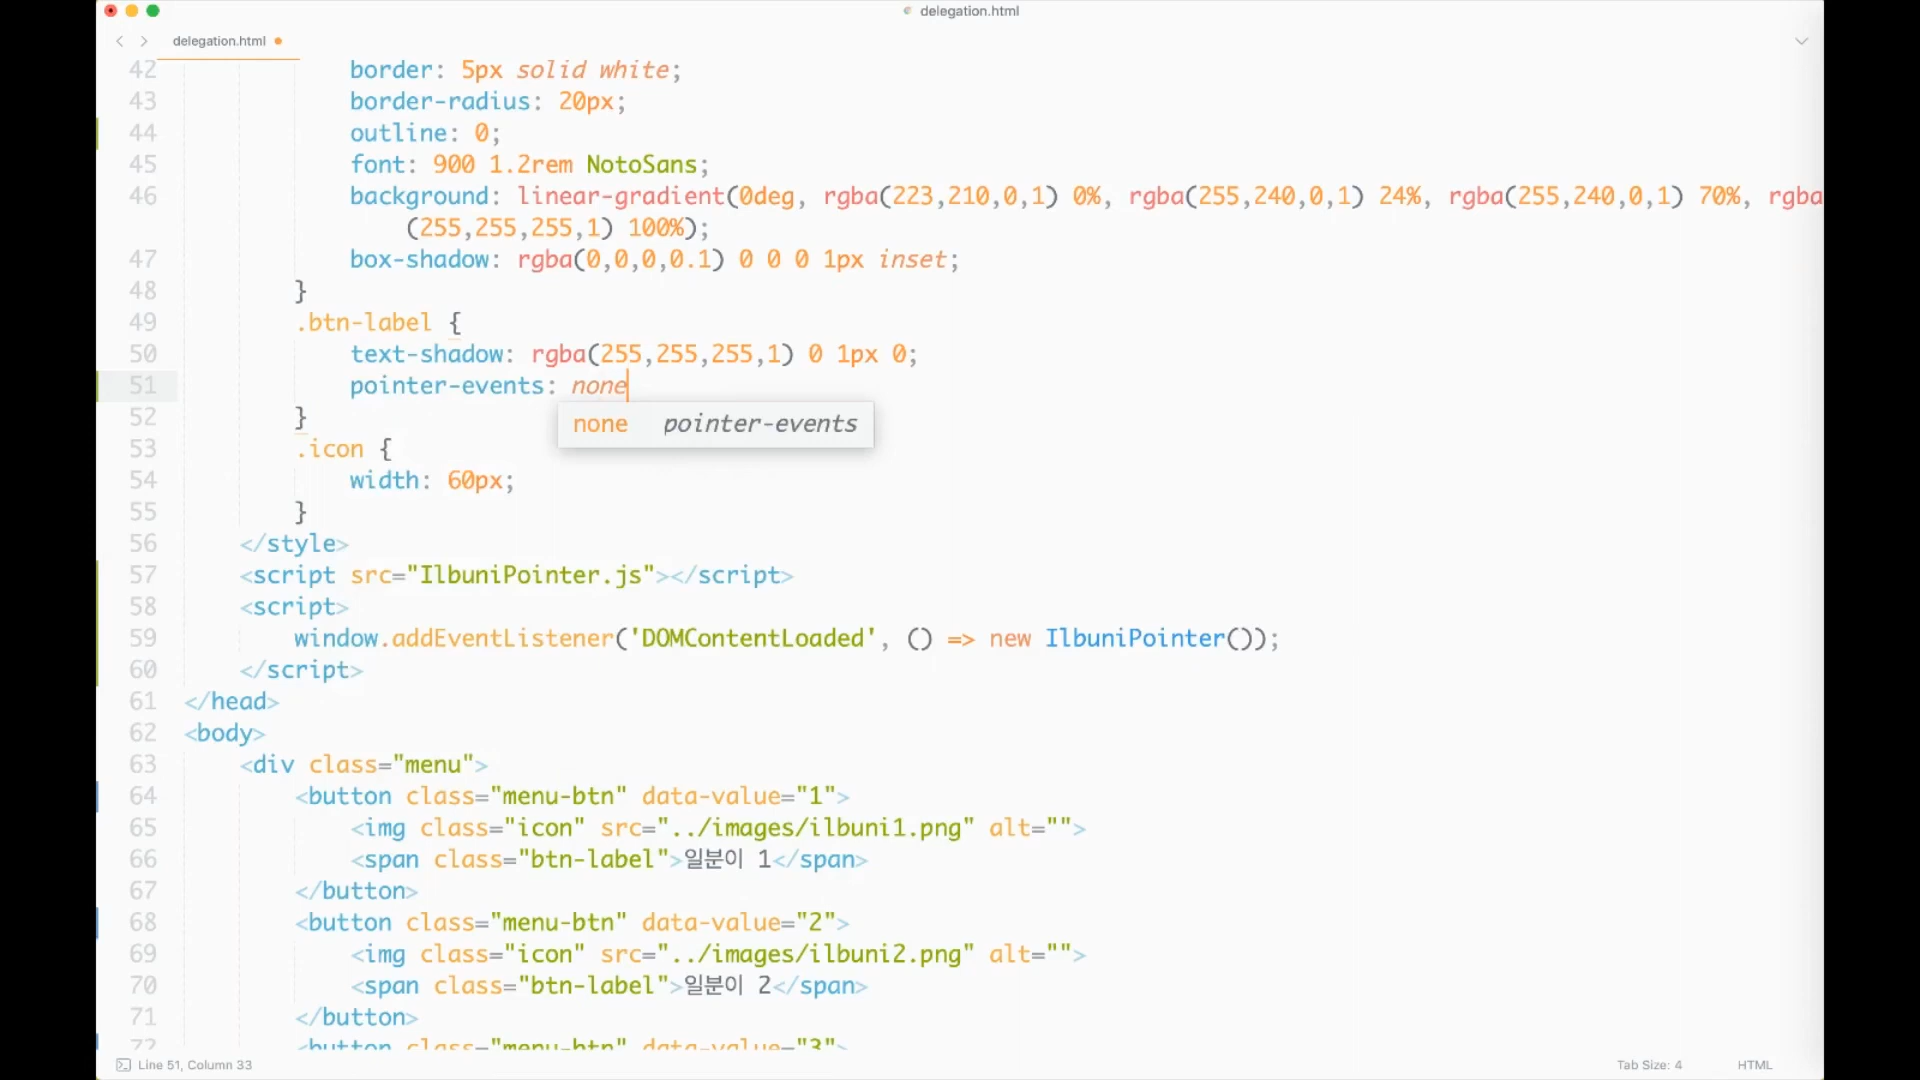 delegation.html
delegation.html
42 border: 5px solid white;
43 border-radius: 20px;
44 outline: 0;
45 font: 900 1.2rem NotoSans;
46 background: linear-gradient(0deg, rgba(223,210,0,1) 0%, rgba(255,240,0,1) 24%, rgba(255,240,0,1) 70%, rgba
(255,255,255,1) 100%);
47 box-shadow: rgba(0,0,0,0.1) 0 0 0 1px inset;
48 }
49 .btn-label {
50 text-shadow: rgba(255,255,255,1) 0 1px 0;
51 pointer-events: none
none pointer-events
52 }
53 .icon {
54 width: 60px;
55 }
56 </style>
57 <script src="IlbuniPointer.js"></script>
58 <script>
59 window.addEventListener('DOMContentLoaded', () => new IlbuniPointer());
60 </script>
61 </head>
62 <body>
63 <div class="menu">
64 <button class="menu-btn" data-value="1">
65 <img class="icon" src="../images/ilbuni1.png" alt="">
66 <span class="btn-label">일분이 1</span>
67 </button>
68 <button class="menu-btn" data-value="2">
69 <img class="icon" src="../images/ilbuni2.png" alt="">
70 <span class="btn-label">일분이 2</span>
71 </button>
72 <button class="menu-btn" data-value="3">
Line 51, Column 33
Tab Size: 4
HTML